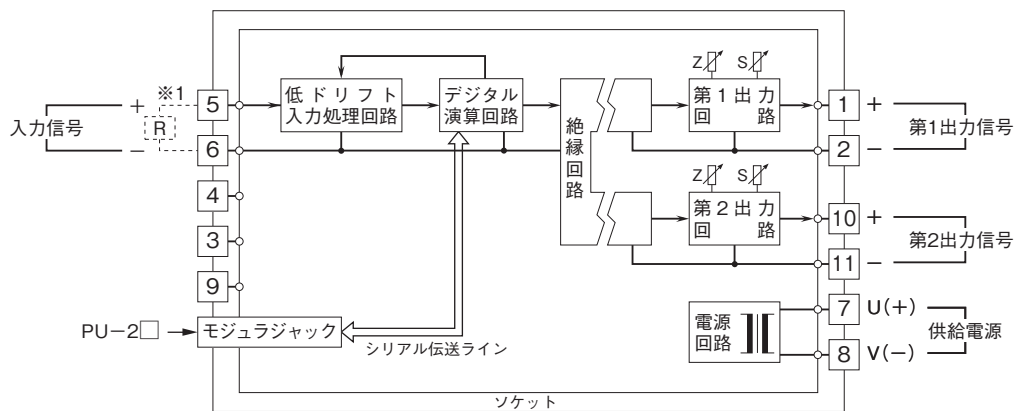 ※1
入力信号
+
R
−
5
6
4
3
9
低ドリフト
入力処理回路
デジタル
演算回路
絶縁回路
Z
S
第1出力
回路
1
+
2
−
第1出力信号
Z
S
第2出力
回路
10
+
11
−
第2出力信号
電源
回路
7
U(+)
8
V(−)
供給電源
PU−2□
モジュラジャック
シリアル伝送ライン
ソケット